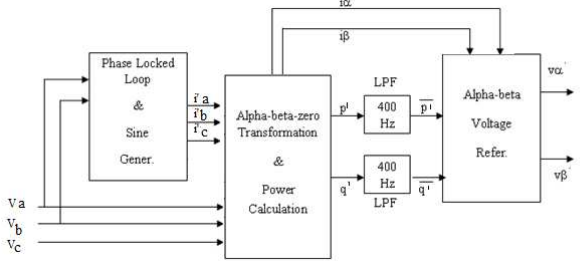 iα
iβ
Phase Locked
Loop
&
Sine
Gener.
i'a
i'b
i'c
Alpha-beta-zero
Transformation
&
Power
Calculation
p'
q'
LPF
400
Hz
400
Hz
LPF
p'
q'
Alpha-beta
Voltage
Refer.
vα'
vβ'
Va
Vb
Vc